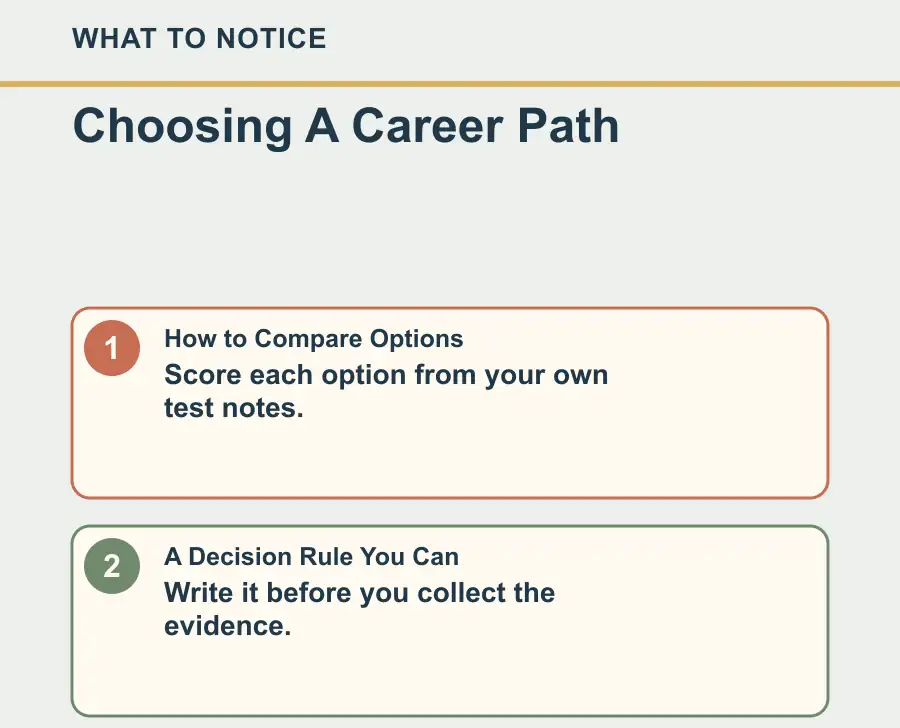 WHAT TO NOTICE
Choosing A Career Path
1
How to Compare Options
Score each option from your own
test notes.
2
A Decision Rule You Can
Write it before you collect the
evidence.